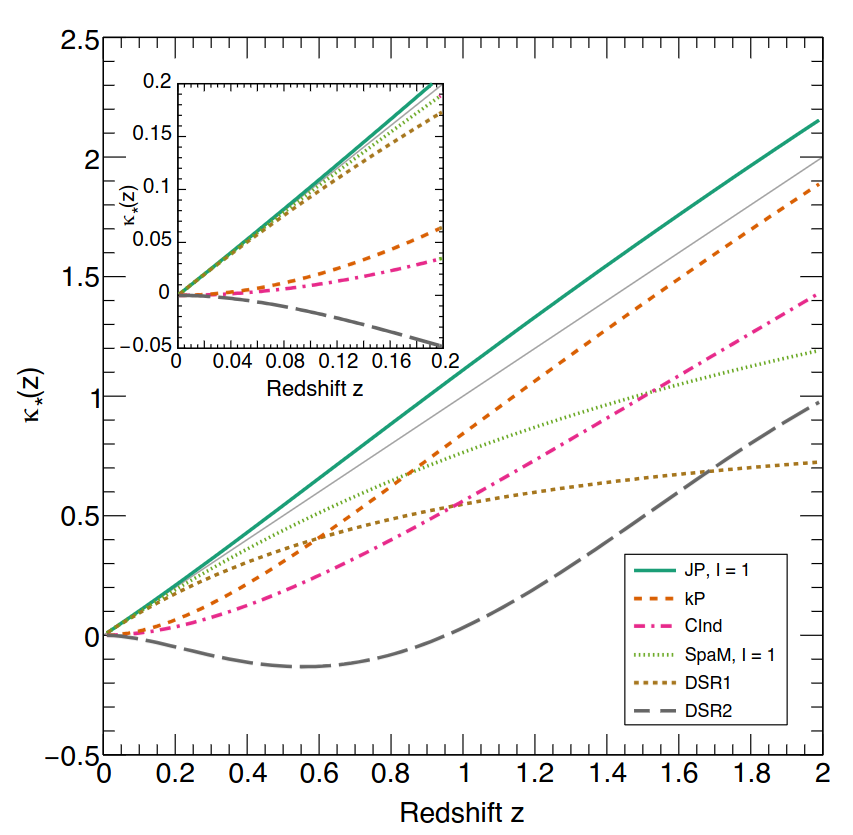 2.5
2
1.5
1
0.5
0
−0.5
0 0.2 0.4 0.6 0.8 1 1.2 1.4 1.6 1.8 2
Redshift z
κ*(z)
0.2
0.15
0.1
0.05
0
−0.05
0 0.04 0.08 0.12 0.16 0.2
Redshift z
κ*(z)
JP, I = 1
kP
CInd
SpaM, I = 1
DSR1
DSR2